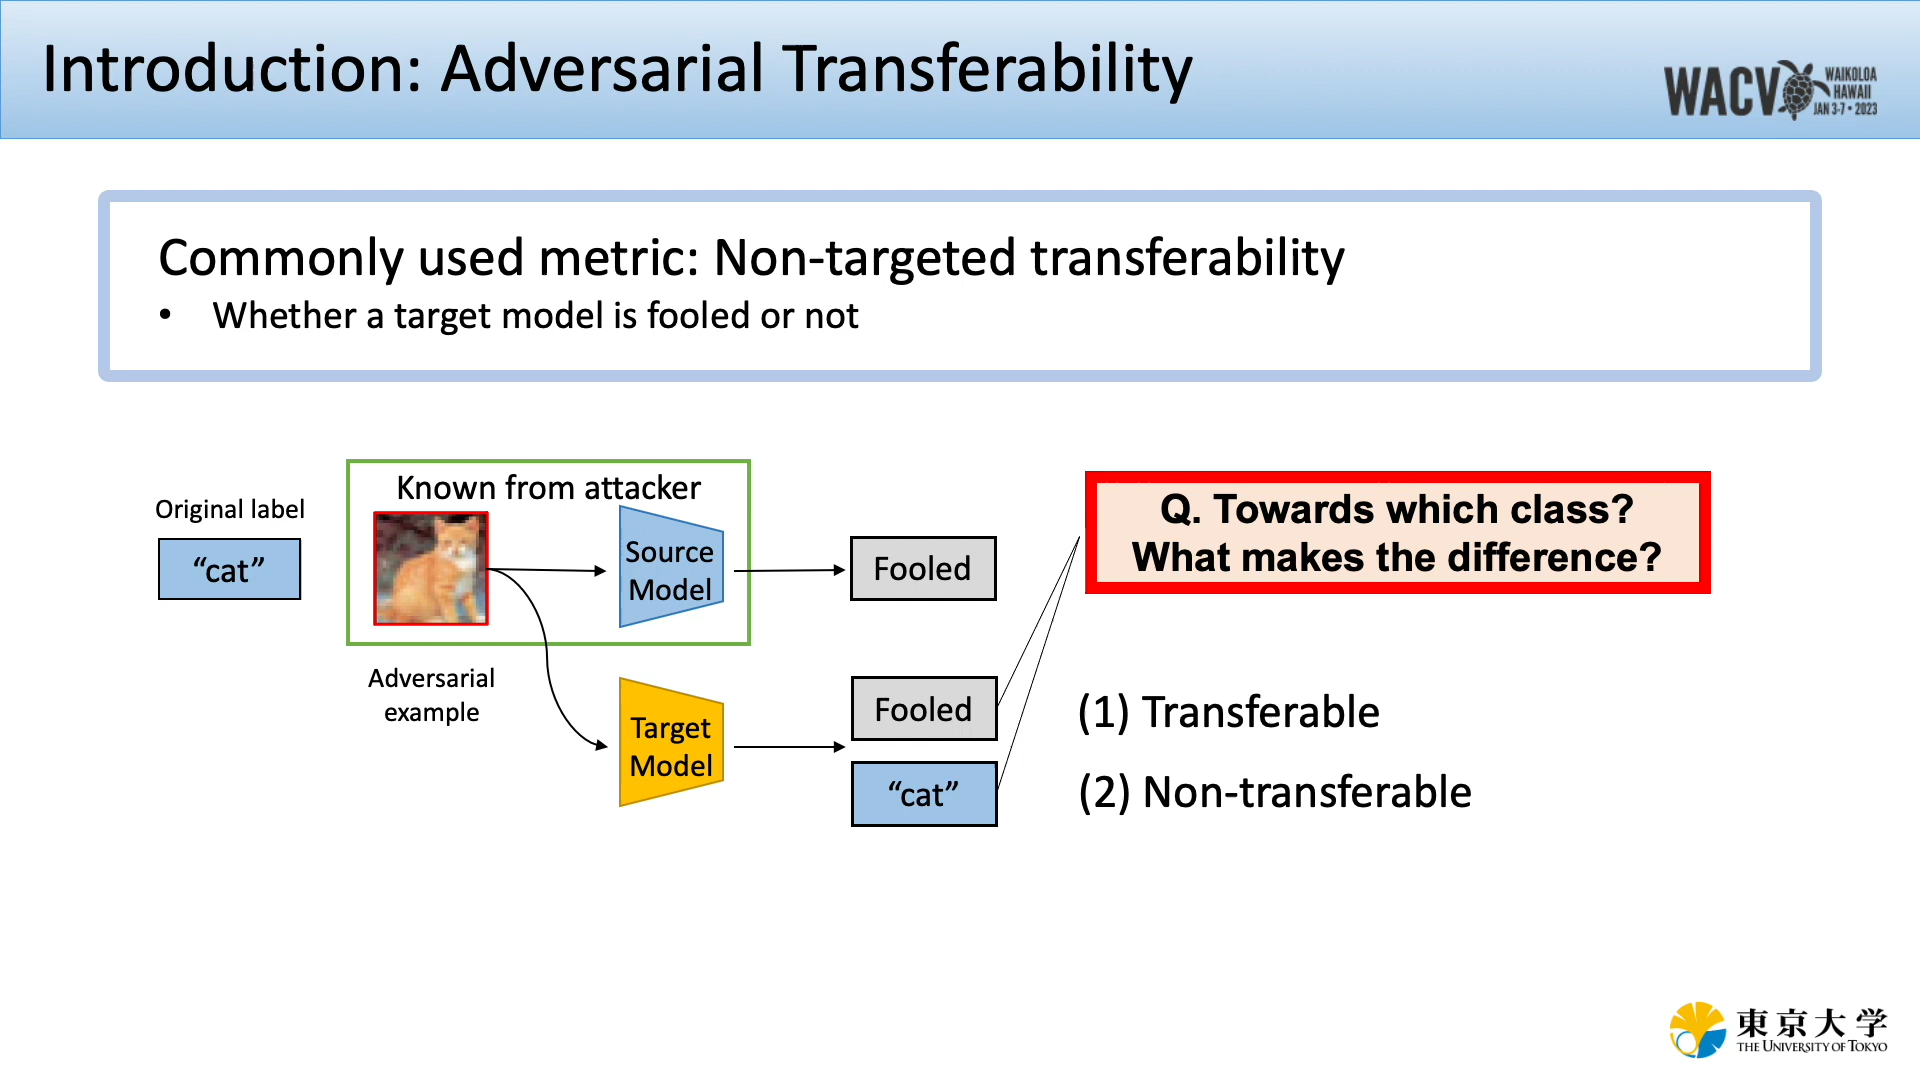 Introduction: Adversarial Transferability
WACV
WAIKOLOA
HAWAII
JAN 3-7 • 2023
Commonly used metric: Non-targeted transferability
• Whether a target model is fooled or not
Known from attacker
Original label
“cat”
Source
Model
Fooled
Q. Towards which class?
What makes the difference?
Adversarial
example
Target
Model
Fooled
“cat”
(1) Transferable
(2) Non-transferable
東京大学
THE UNIVERSITY OF TOKYO